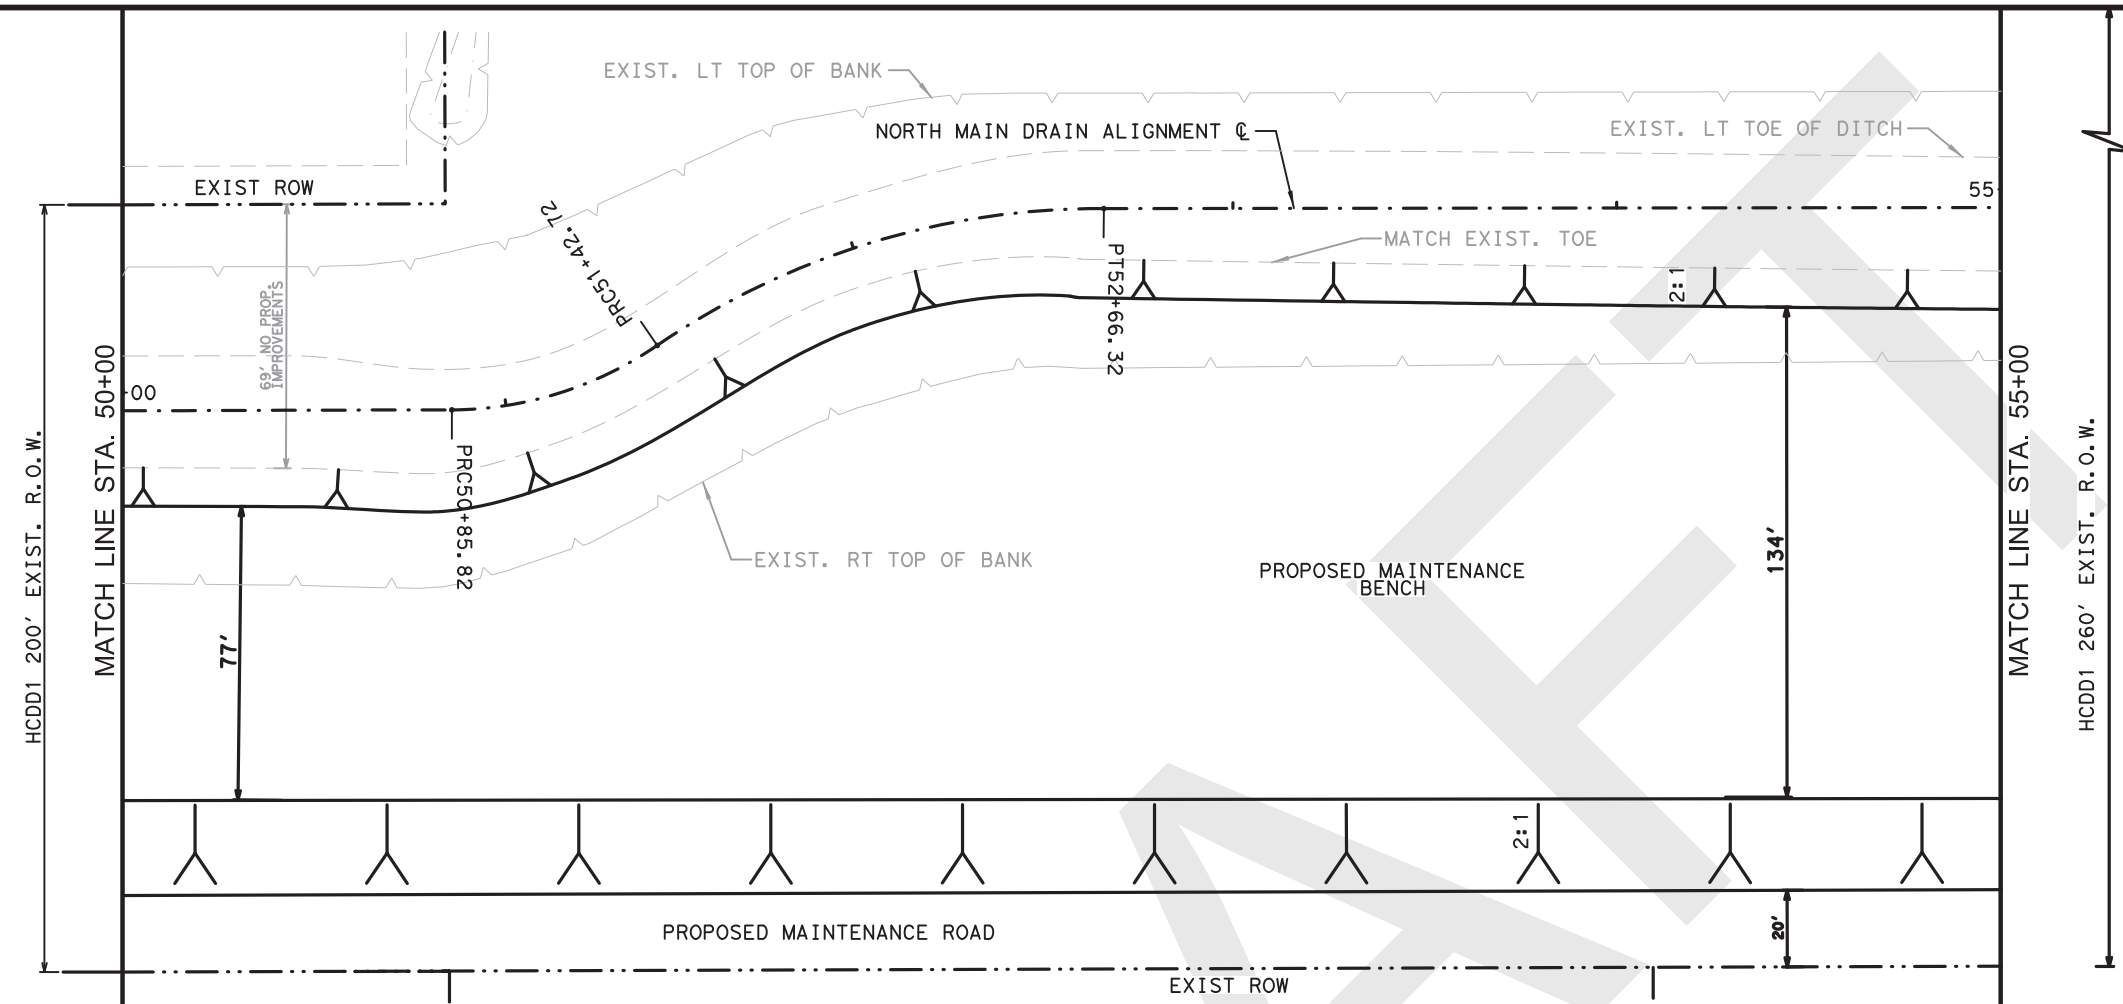 EXIST. LT TOP OF BANK
NORTH MAIN DRAIN ALIGNMENT ℄
EXIST. LT TOE OF DITCH
EXIST ROW
55
PRC51+42.72
MATCH EXIST. TOE
PT52+66.32
2:1
69' NO PROP.
IMPROVEMENTS
00
MATCH LINE STA. 50+00
HCDD1 200' EXIST. R.O.W.
PRC50+85.82
EXIST. RT TOP OF BANK
PROPOSED MAINTENANCE
BENCH
77'
134'
MATCH LINE STA. 55+00
HCDD1 260' EXIST. R.O.W.
2:1
PROPOSED MAINTENANCE ROAD
20'
EXIST ROW
AFT